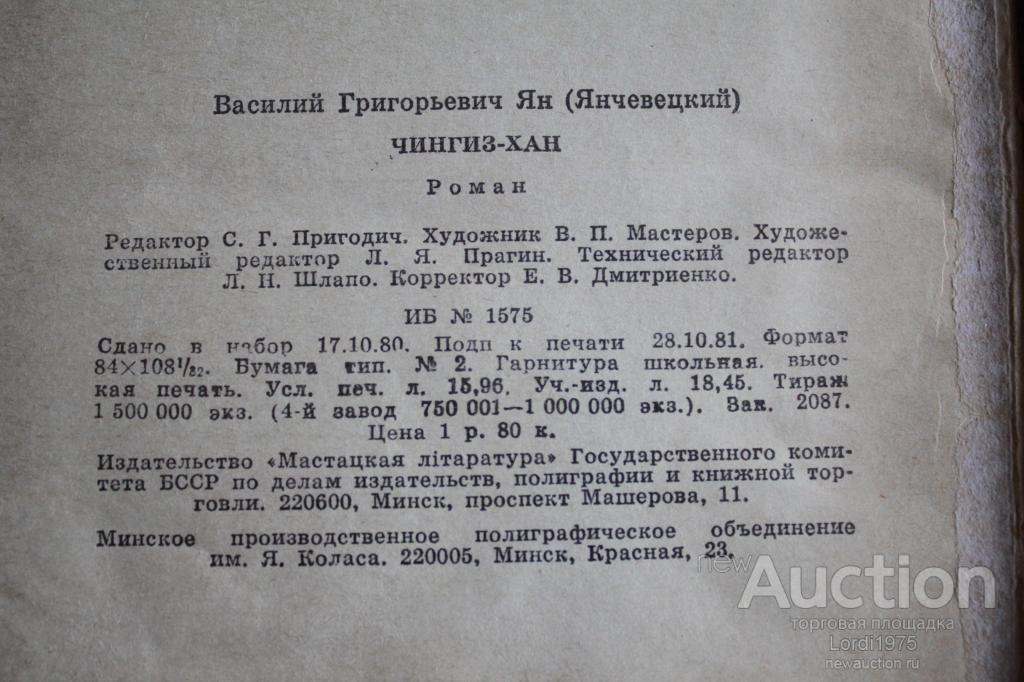 Василий Григорьевич Ян (Янчевецкий)
ЧИНГИЗ-ХАН
Роман
Редактор С. Г. Пригодич. Художник В. П. Мастеров. Художе-
ственный редактор Л. Я. Прагин. Технический редактор
Л. Н. Шлапо. Корректор Е. В. Дмитриенко.
ИБ № 1575
Сдано в набор 17.10.80. Подп к печати 28.10.81. Формат
84×108¹/₃₂. Бумага тип. № 2. Гарнитура школьная. высо-
кая печать. Усл. печ. л. 15,96. Уч.-изд. л. 18,45. Тираж
1 500 000 экз. (4-й завод 750 001—1 000 000 экз.). Зак. 2087.
Цена 1 р. 80 к.
Издательство «Мастацкая літаратура» Государственного коми-
тета БССР по делам издательств, полиграфии и книжной тор-
говли. 220600, Минск, проспект Машерова, 11.
Минское производственное полиграфическое объединение
им. Я. Коласа. 220005, Минск, Красная, 23.
newAuction
торговая площадка
Lordi1975
newauction.ru